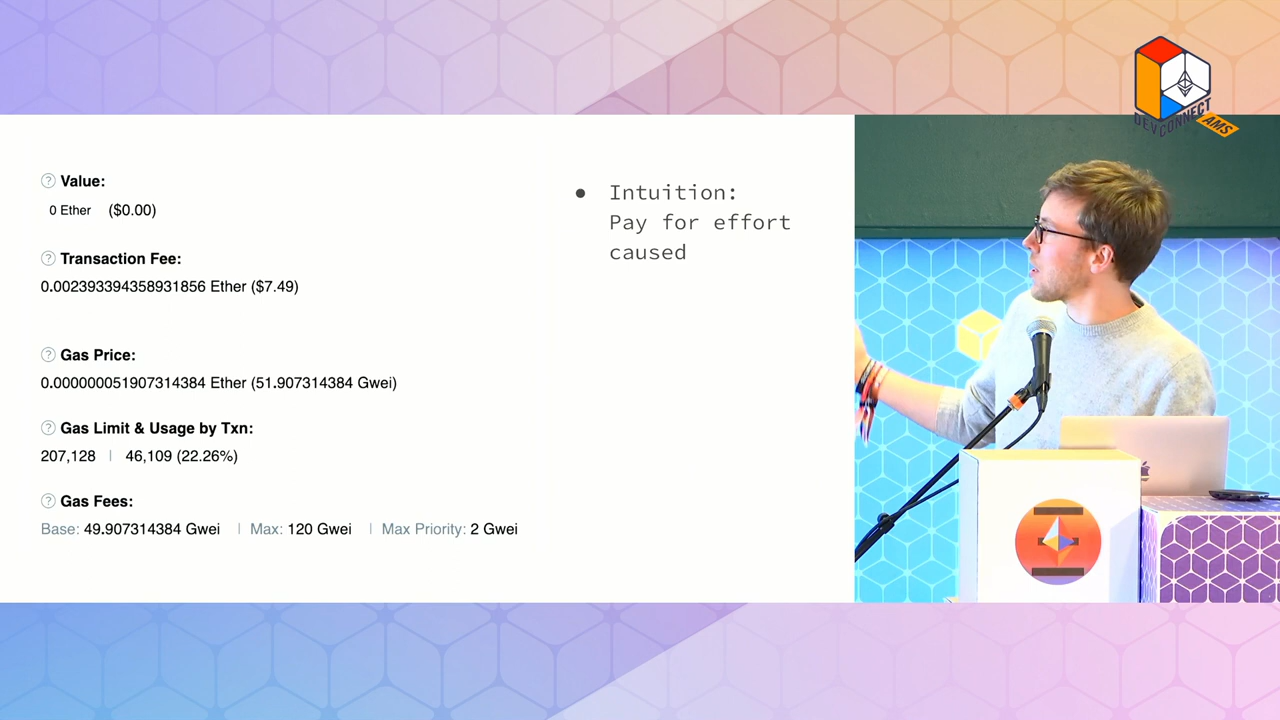 DEVCONNECT
AMS
Value:
0 Ether ($0.00)
Transaction Fee:
0.002393394358931856 Ether ($7.49)
Gas Price:
0.000000051907314384 Ether (51.907314384 Gwei)
Gas Limit & Usage by Txn:
207,128 | 46,109 (22.26%)
Gas Fees:
Base: 49.907314384 Gwei | Max: 120 Gwei | Max Priority: 2 Gwei
● Intuition:
Pay for effort
caused